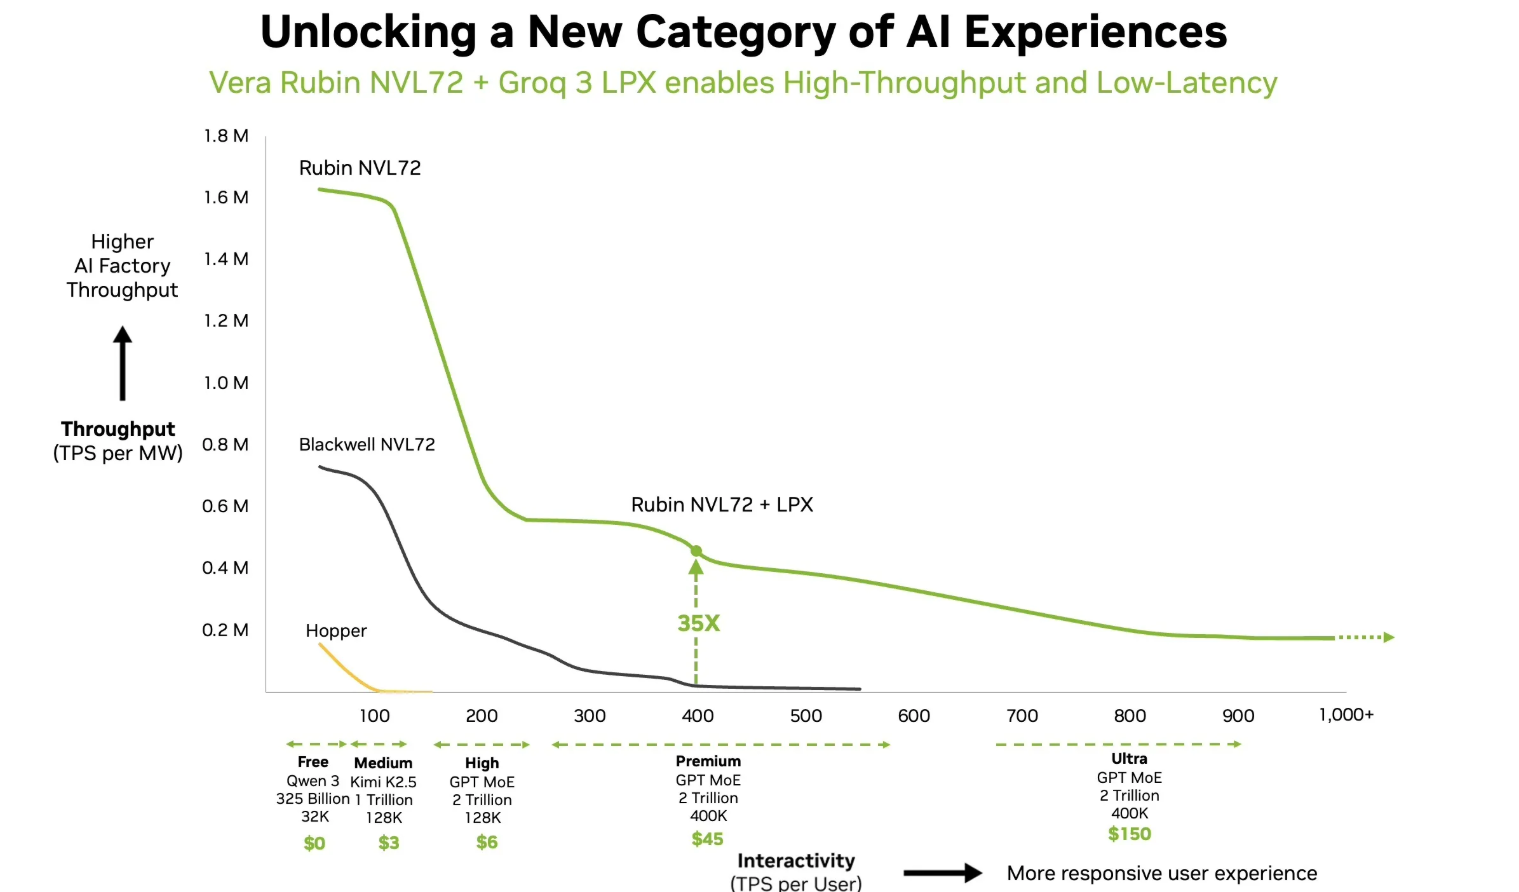 Unlocking a New Category of AI Experiences
Vera Rubin NVL72 + Groq 3 LPX enables High-Throughput and Low-Latency
1.8 M
Rubin NVL72
1.6 M
Higher
AI Factory
Throughput
1.4 M
1.2 M
1.0 M
Throughput
(TPS per MW)
0.8 M
Blackwell NVL72
0.6 M
Rubin NVL72 + LPX
0.4 M
35X
0.2 M
Hopper
100 200 300 400 500 600 700 800 900 1,000+
Free
Qwen 3
325 Billion
32K
$0
Medium
Kimi K2.5
1 Trillion
128K
$3
High
GPT MoE
2 Trillion
128K
$6
Premium
GPT MoE
2 Trillion
400K
$45
Ultra
GPT MoE
2 Trillion
400K
$150
Interactivity
(TPS per User)
More responsive user experience